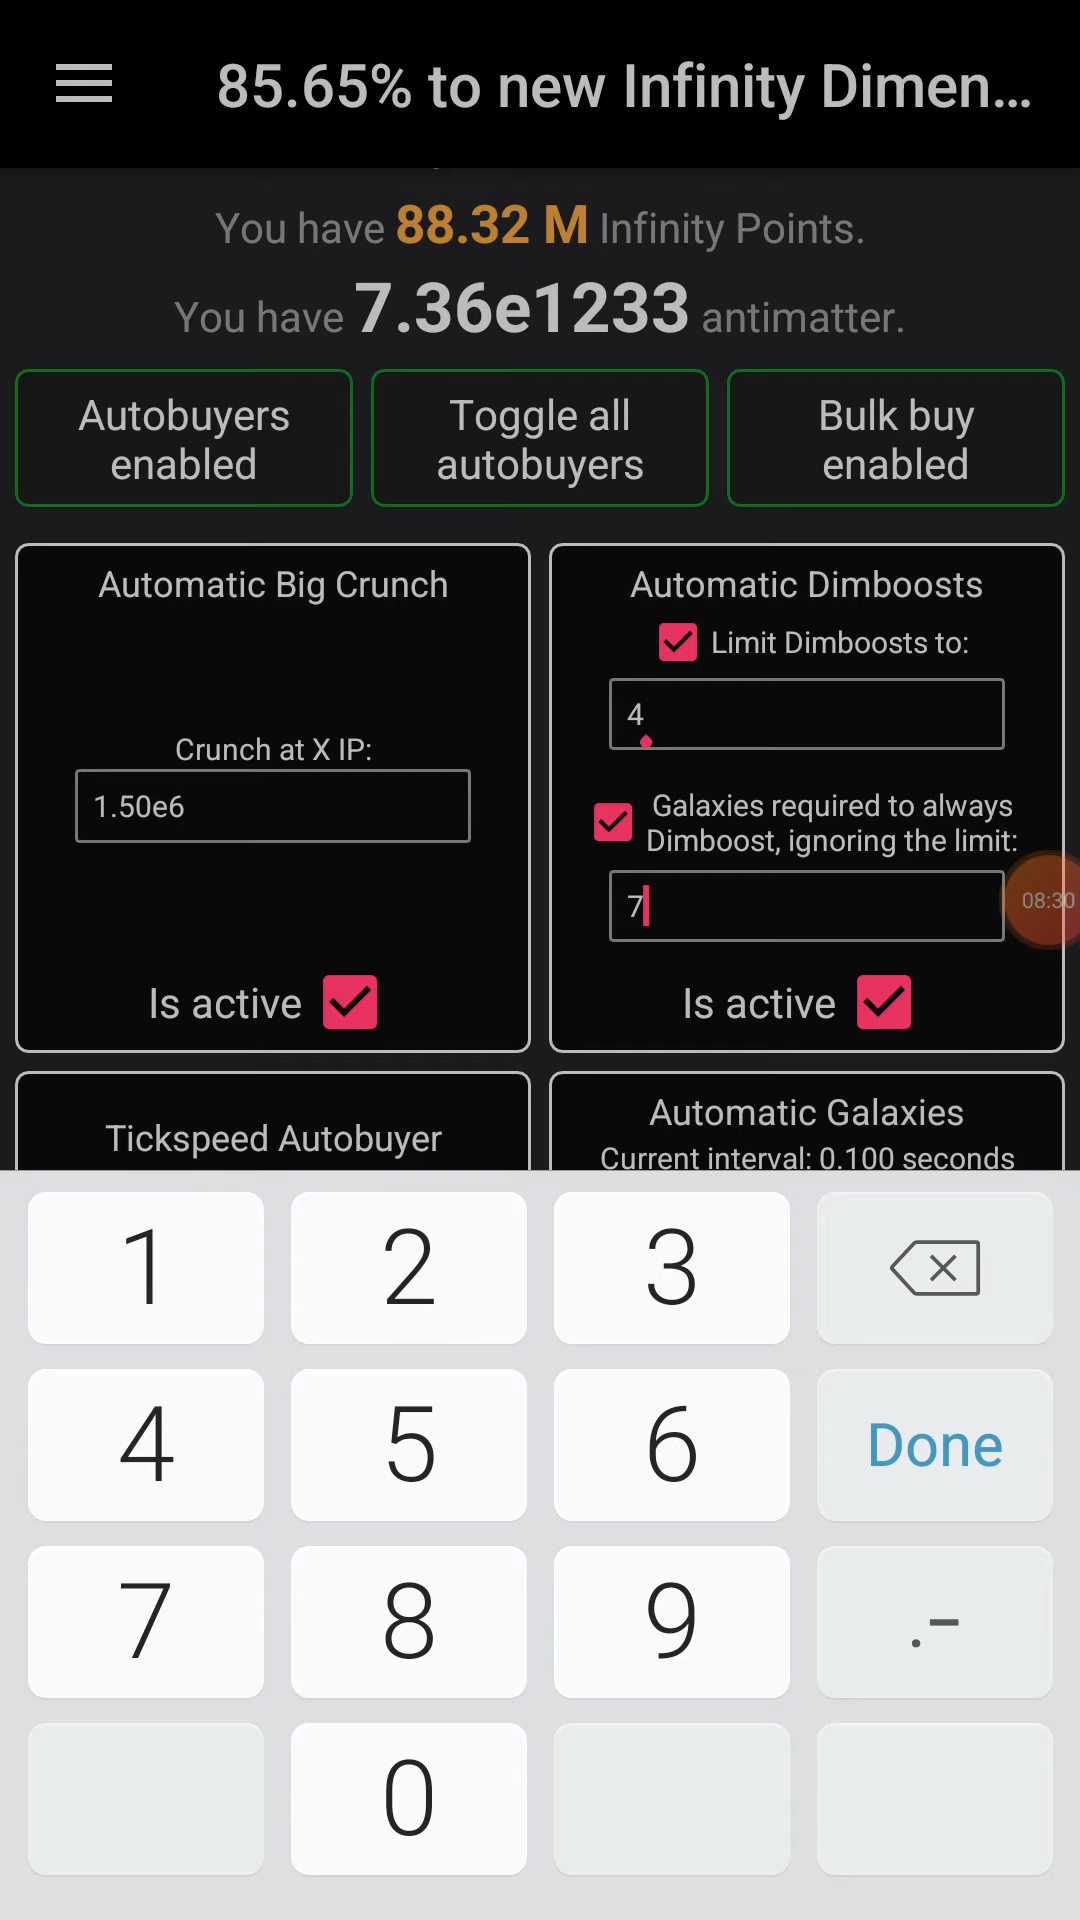 85.65% to new Infinity Dimen...
You have 88.32 M Infinity Points.
You have 7.36e1233 antimatter.
Autobuyers enabled
Toggle all autobuyers
Bulk buy enabled
Automatic Big Crunch
Crunch at X IP:
1.50e6
Is active
Automatic Dimboosts
Limit Dimboosts to:
4
Galaxies required to always
Dimboost, ignoring the limit:
7
08:30
Is active
Tickspeed Autobuyer
Automatic Galaxies
Current interval: 0.100 seconds
1 2 3
4 5 6 Done
7 8 9 .-
0